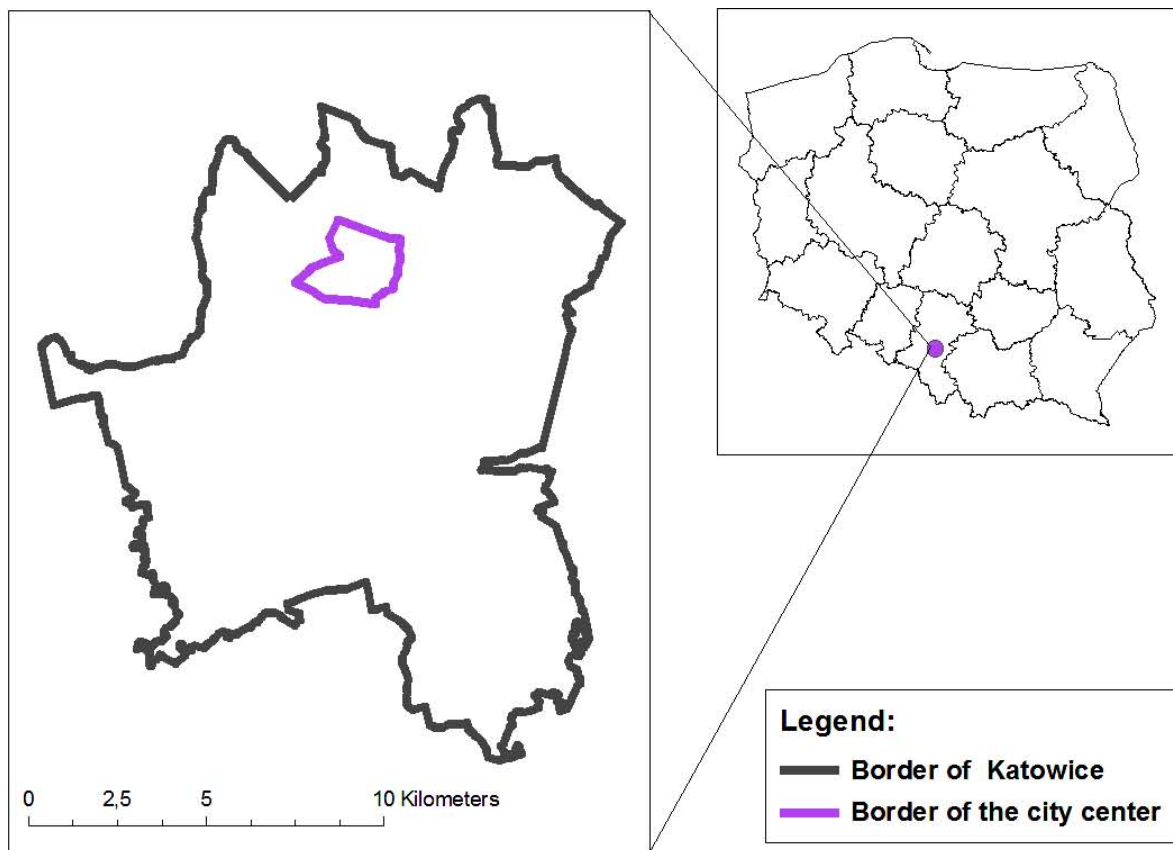 0 2,5 5 10 Kilometers
Legend:
Border of Katowice
Border of the city center